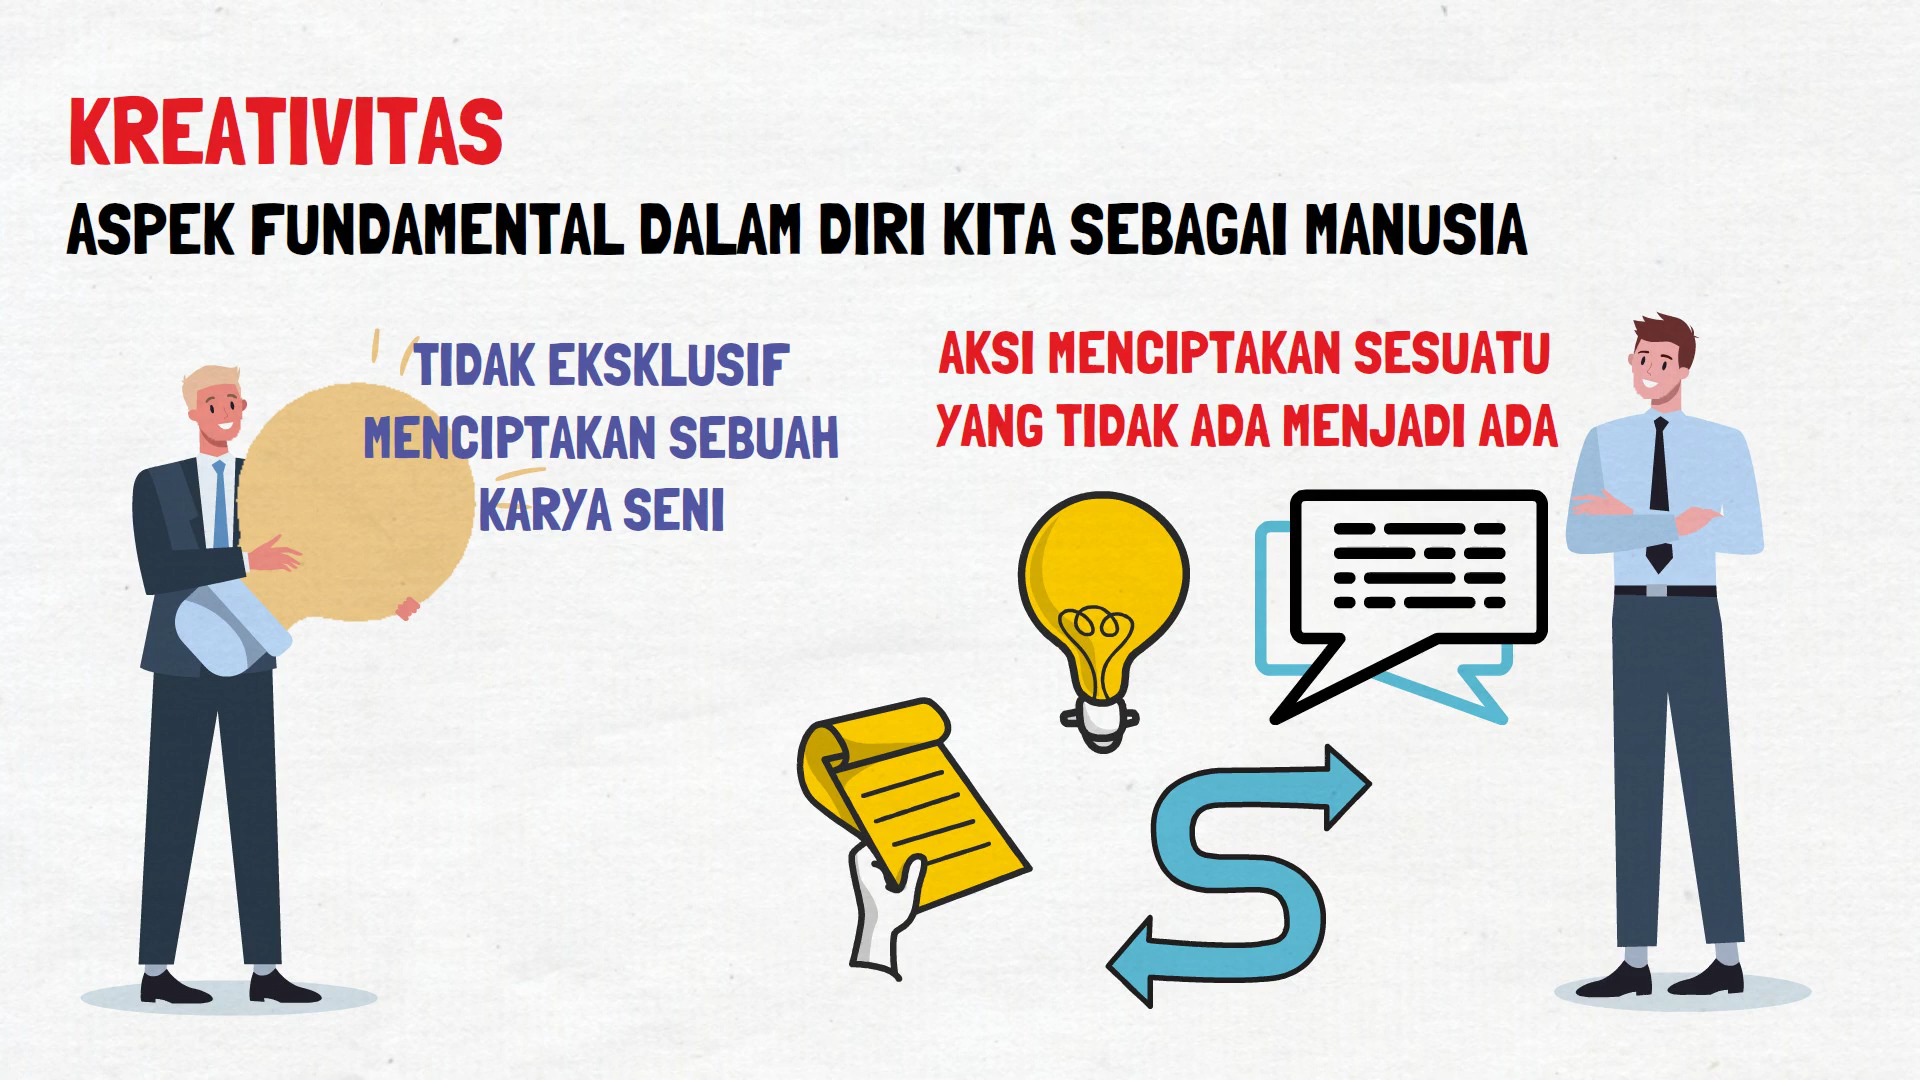 KREATIVITAS
ASPEK FUNDAMENTAL DALAM DIRI KITA SEBAGAI MANUSIA
TIDAK EKSKLUSIF
MENCIPTAKAN SEBUAH
KARYA SENI
AKSI MENCIPTAKAN SESUATU
YANG TIDAK ADA MENJADI ADA